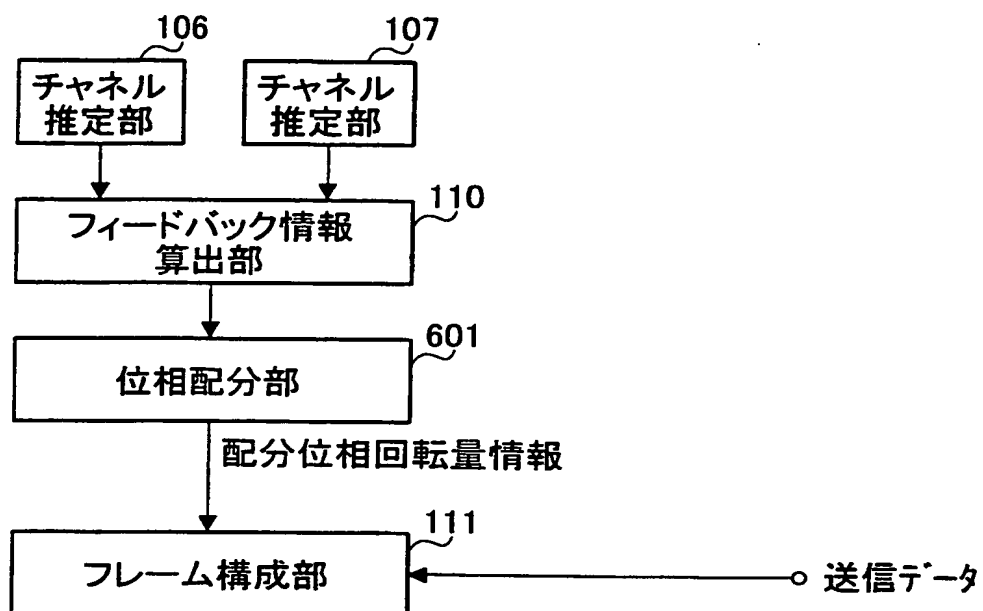 106
107
チャネル
推定部
チャネル
推定部
110
フィードバック情報
算出部
601
位相配分部
配分位相回転量情報
111
フレーム構成部
送信データ